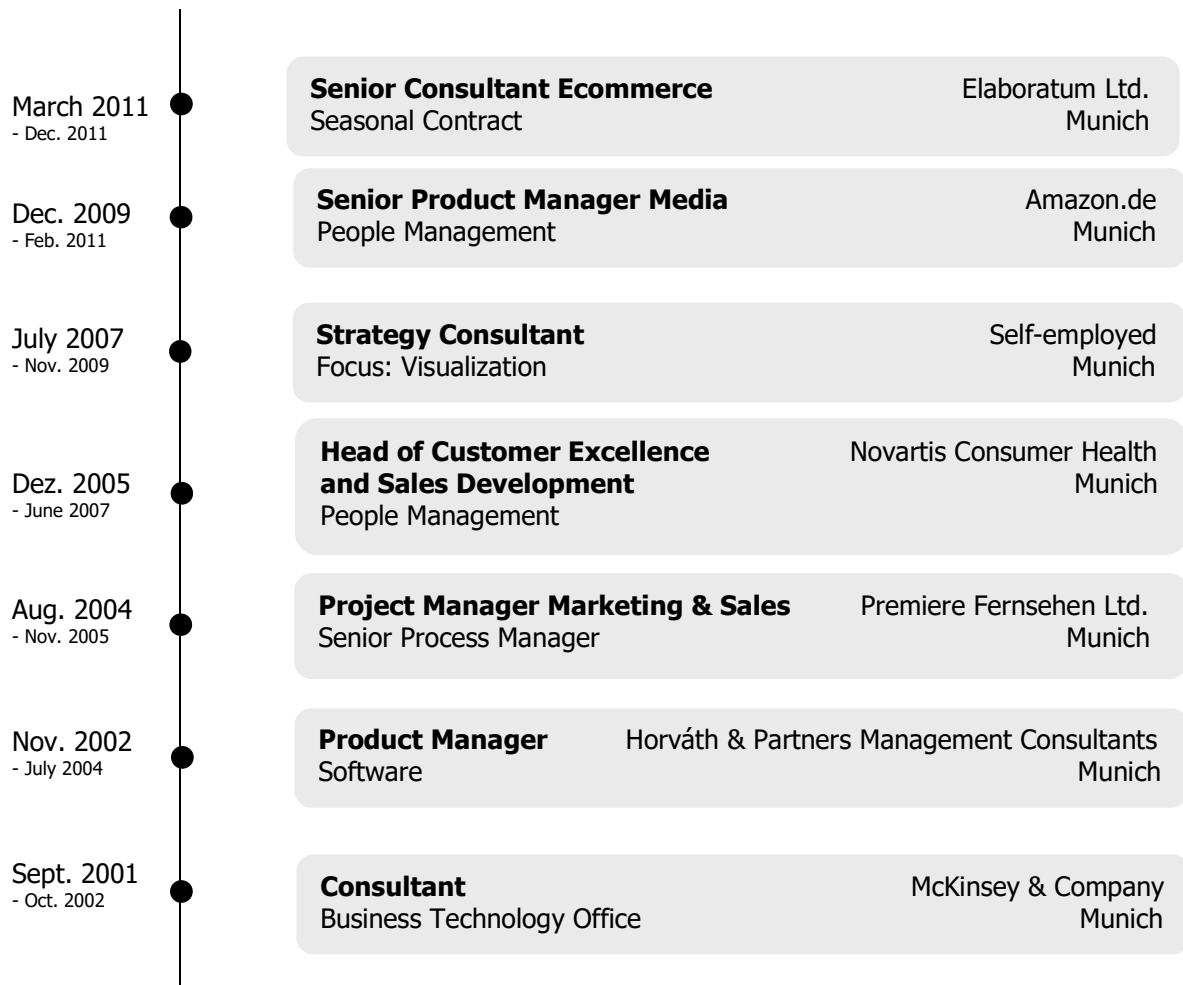 March 2011
- Dec. 2011
Senior Consultant Ecommerce Elaboratum Ltd.
Seasonal Contract Munich
Dec. 2009
- Feb. 2011
Senior Product Manager Media Amazon.de
People Management Munich
July 2007
- Nov. 2009
Strategy Consultant Self-employed
Focus: Visualization Munich
Dez. 2005
- June 2007
Head of Customer Excellence Novartis Consumer Health
and Sales Development Munich
People Management
Aug. 2004
- Nov. 2005
Project Manager Marketing & Sales Premiere Fernsehen Ltd.
Senior Process Manager Munich
Nov. 2002
- July 2004
Product Manager Horváth & Partners Management Consultants
Software Munich
Sept. 2001
- Oct. 2002
Consultant McKinsey & Company
Business Technology Office Munich